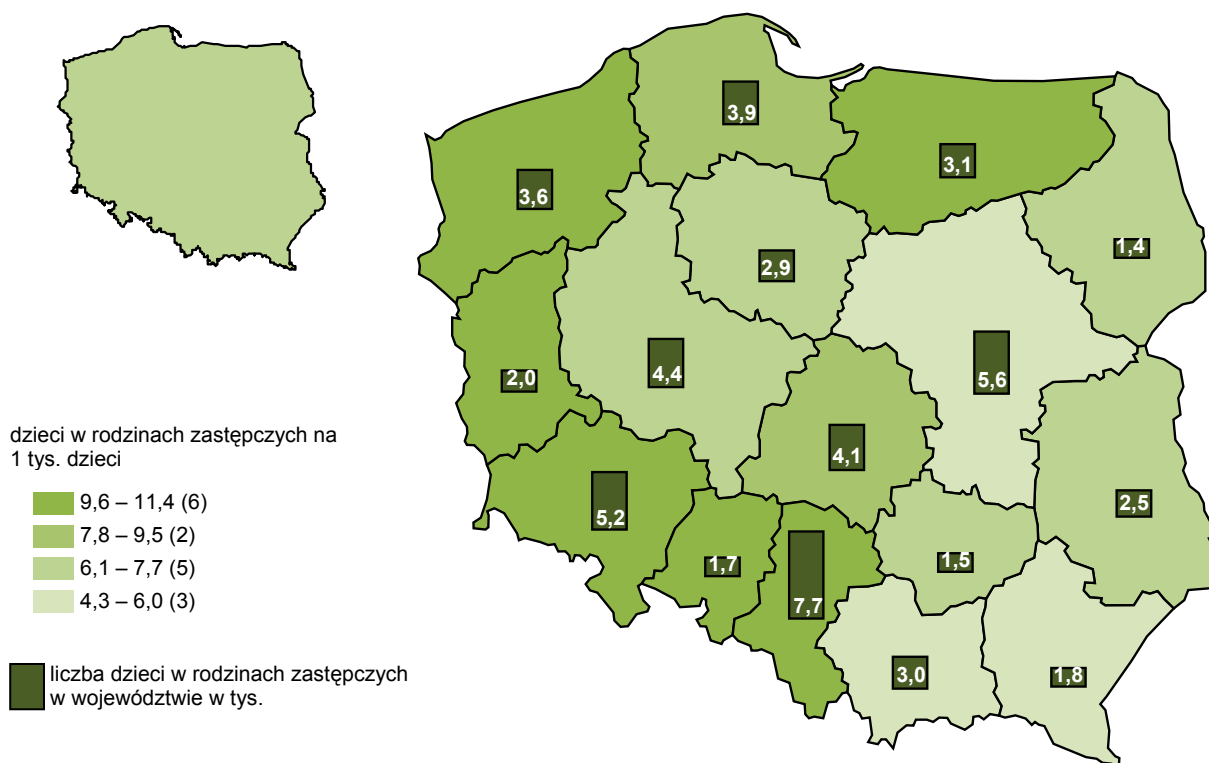 3,9
3,1
3,6
1,4
2,9
2,0
4,4
5,6
dzieci w rodzinach zastępczych na
1 tys. dzieci
4,1
9,6 – 11,4 (6)
5,2
2,5
7,8 – 9,5 (2)
6,1 – 7,7 (5)
1,7
1,5
4,3 – 6,0 (3)
7,7
liczba dzieci w rodzinach zastępczych
w województwie w tys.
3,0
1,8